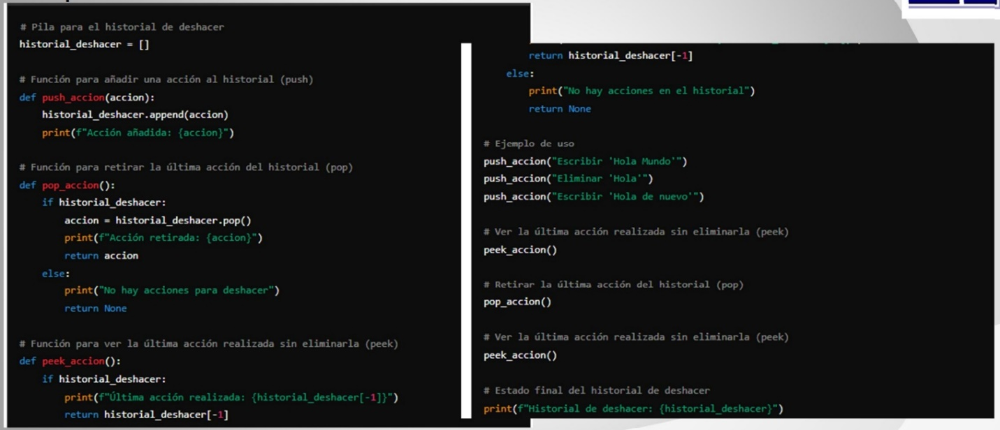 # Pila para el historial de deshacer
historial_deshacer = []
# Función para añadir una acción al historial (push)
def push_accion(accion):
    historial_deshacer.append(accion)
    print(f"Acción añadida: {accion}")
# Función para retirar la última acción del historial (pop)
def pop_accion():
    if historial_deshacer:
        accion = historial_deshacer.pop()
        print(f"Acción retirada: {accion}")
        return accion
    else:
        print("No hay acciones para deshacer")
        return None
# Función para ver la última acción realizada sin eliminarla (peek)
def peek_accion():
    if historial_deshacer:
        print(f"Última acción realizada: {historial_deshacer[-1]}")
        return historial_deshacer[-1]
        return historial_deshacer[-1]
    else:
        print("No hay acciones en el historial")
        return None
# Ejemplo de uso
push_accion("Escribir 'Hola Mundo'")
push_accion("Eliminar 'Hola'")
push_accion("Escribir 'Hola de nuevo'")
# Ver la última acción realizada sin eliminarla (peek)
peek_accion()
# Retirar la última acción del historial (pop)
pop_accion()
# Ver la última acción realizada sin eliminarla (peek)
peek_accion()
# Estado final del historial de deshacer
print(f"Historial de deshacer: {historial_deshacer}")